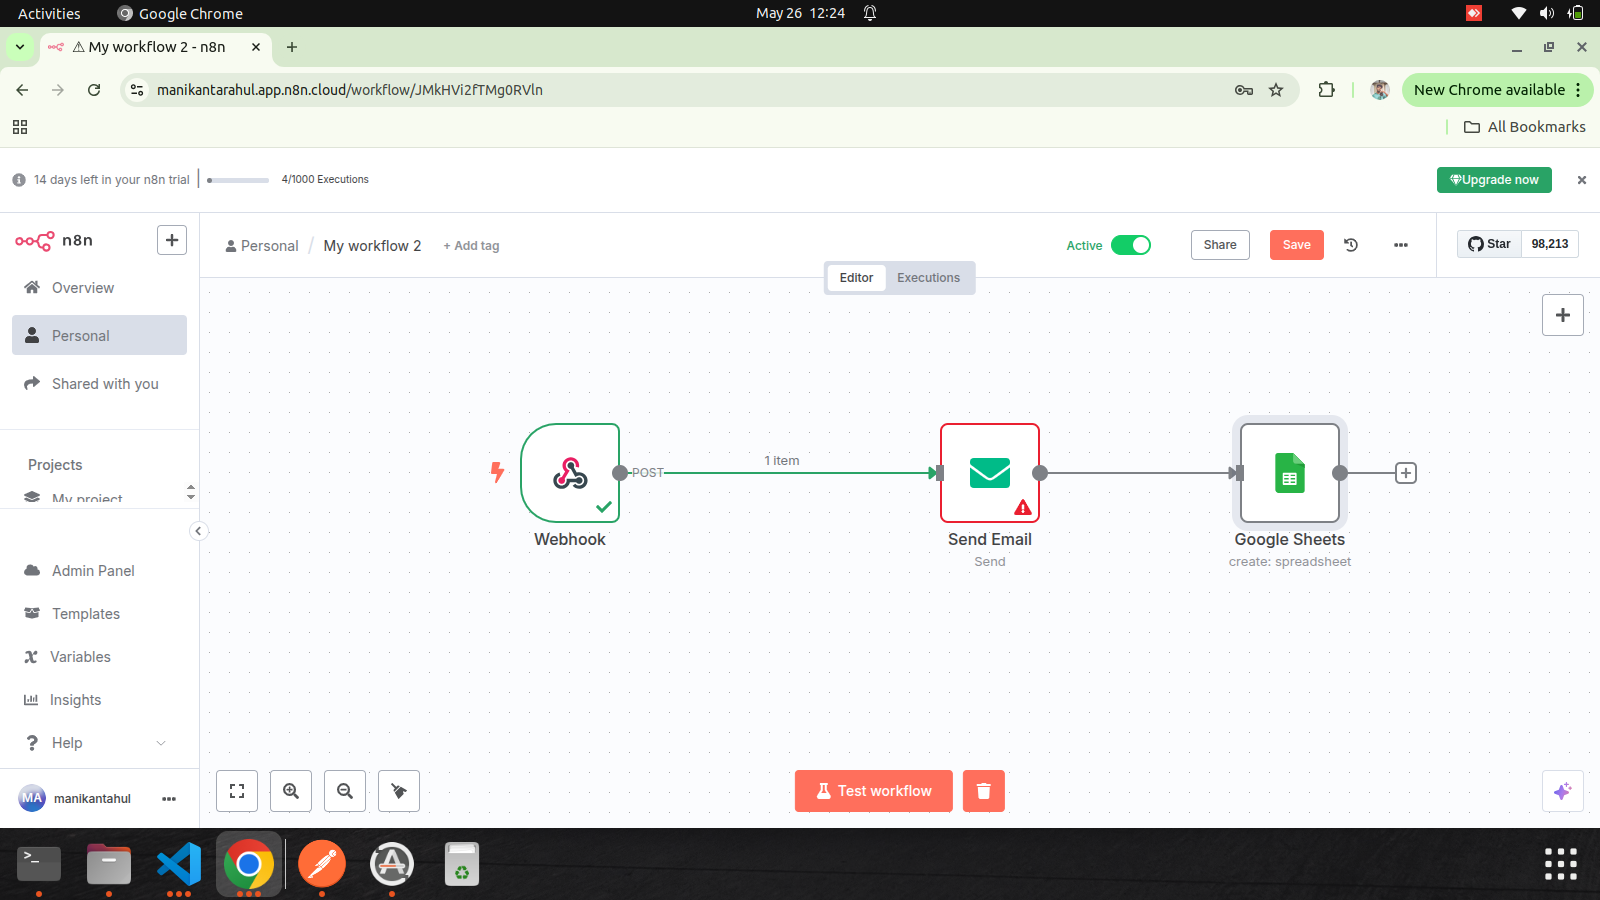 Activities
Google Chrome
May 26 12:24
⚠ My workflow 2 - n8n
manikantarahul.app.n8n.cloud/workflow/JMkHVi2fTMg0RVln
New Chrome available
All Bookmarks
14 days left in your n8n trial
4/1000 Executions
Upgrade now
n8n
Personal / My workflow 2
+ Add tag
Active
Share
Save
Star
98,213
Editor
Executions
Overview
Personal
Shared with you
Projects
My project
Admin Panel
Templates
Variables
Insights
Help
MA
manikantahul
POST
1 item
Webhook
Send Email
Send
Google Sheets
create: spreadsheet
Test workflow